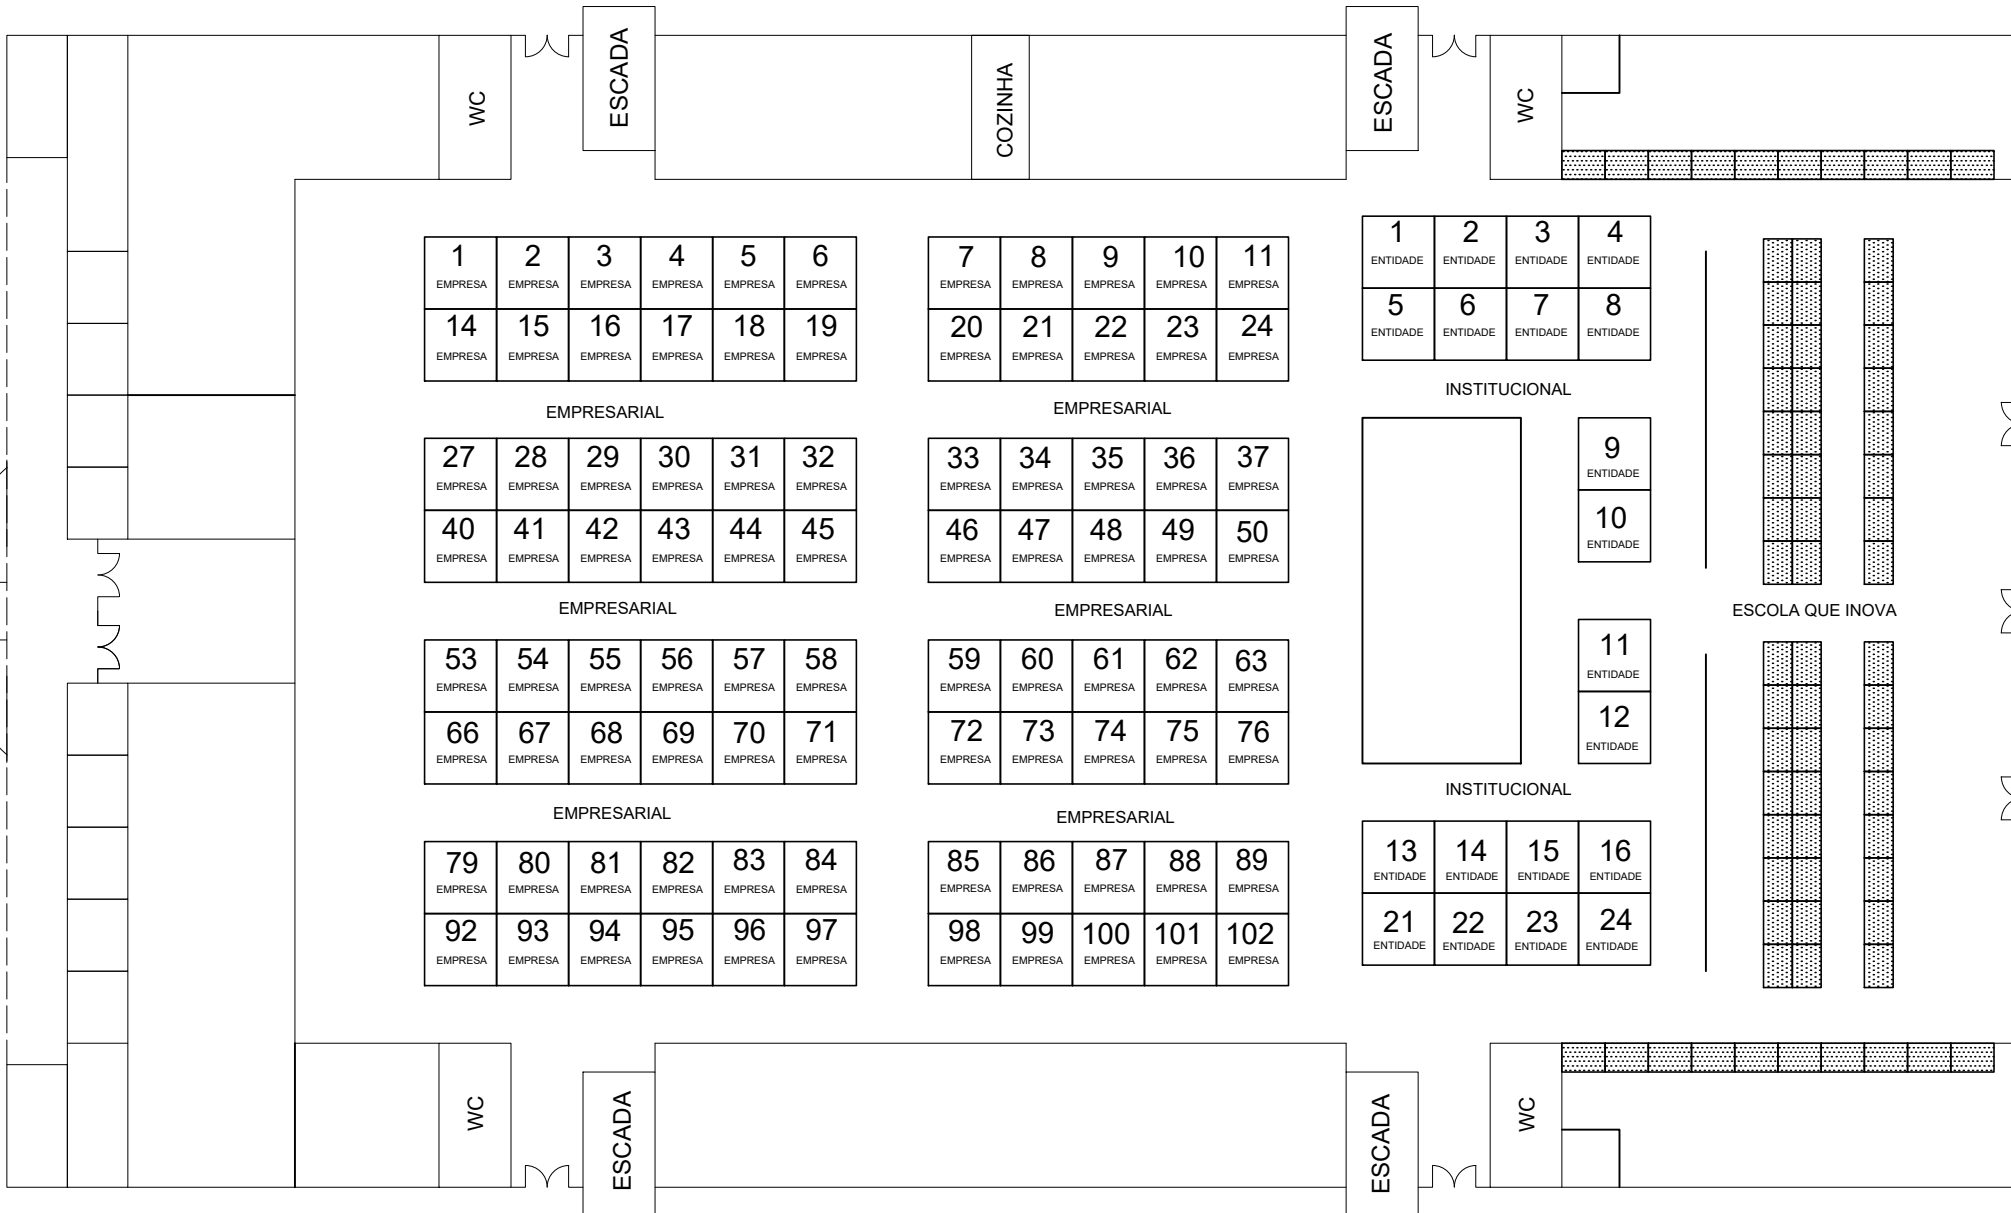 WC
ESCADA
COZINHA
ESCADA
WC
1 2 3 4 5 6
EMPRESA EMPRESA EMPRESA EMPRESA EMPRESA EMPRESA
14 15 16 17 18 19
EMPRESA EMPRESA EMPRESA EMPRESA EMPRESA EMPRESA
7 8 9 10 11
EMPRESA EMPRESA EMPRESA EMPRESA EMPRESA
20 21 22 23 24
EMPRESA EMPRESA EMPRESA EMPRESA EMPRESA
1 2 3 4
ENTIDADE ENTIDADE ENTIDADE ENTIDADE
5 6 7 8
ENTIDADE ENTIDADE ENTIDADE ENTIDADE
EMPRESARIAL
EMPRESARIAL
INSTITUCIONAL
27 28 29 30 31 32
EMPRESA EMPRESA EMPRESA EMPRESA EMPRESA EMPRESA
40 41 42 43 44 45
EMPRESA EMPRESA EMPRESA EMPRESA EMPRESA EMPRESA
33 34 35 36 37
EMPRESA EMPRESA EMPRESA EMPRESA EMPRESA
46 47 48 49 50
EMPRESA EMPRESA EMPRESA EMPRESA EMPRESA
9
ENTIDADE
10
ENTIDADE
EMPRESARIAL
EMPRESARIAL
ESCOLA QUE INOVA
53 54 55 56 57 58
EMPRESA EMPRESA EMPRESA EMPRESA EMPRESA EMPRESA
66 67 68 69 70 71
EMPRESA EMPRESA EMPRESA EMPRESA EMPRESA EMPRESA
59 60 61 62 63
EMPRESA EMPRESA EMPRESA EMPRESA EMPRESA
72 73 74 75 76
EMPRESA EMPRESA EMPRESA EMPRESA EMPRESA
11
ENTIDADE
12
ENTIDADE
EMPRESARIAL
EMPRESARIAL
INSTITUCIONAL
79 80 81 82 83 84
EMPRESA EMPRESA EMPRESA EMPRESA EMPRESA EMPRESA
92 93 94 95 96 97
EMPRESA EMPRESA EMPRESA EMPRESA EMPRESA EMPRESA
85 86 87 88 89
EMPRESA EMPRESA EMPRESA EMPRESA EMPRESA
98 99 100 101 102
EMPRESA EMPRESA EMPRESA EMPRESA EMPRESA
13 14 15 16
ENTIDADE ENTIDADE ENTIDADE ENTIDADE
21 22 23 24
ENTIDADE ENTIDADE ENTIDADE ENTIDADE
WC
ESCADA
ESCADA
WC